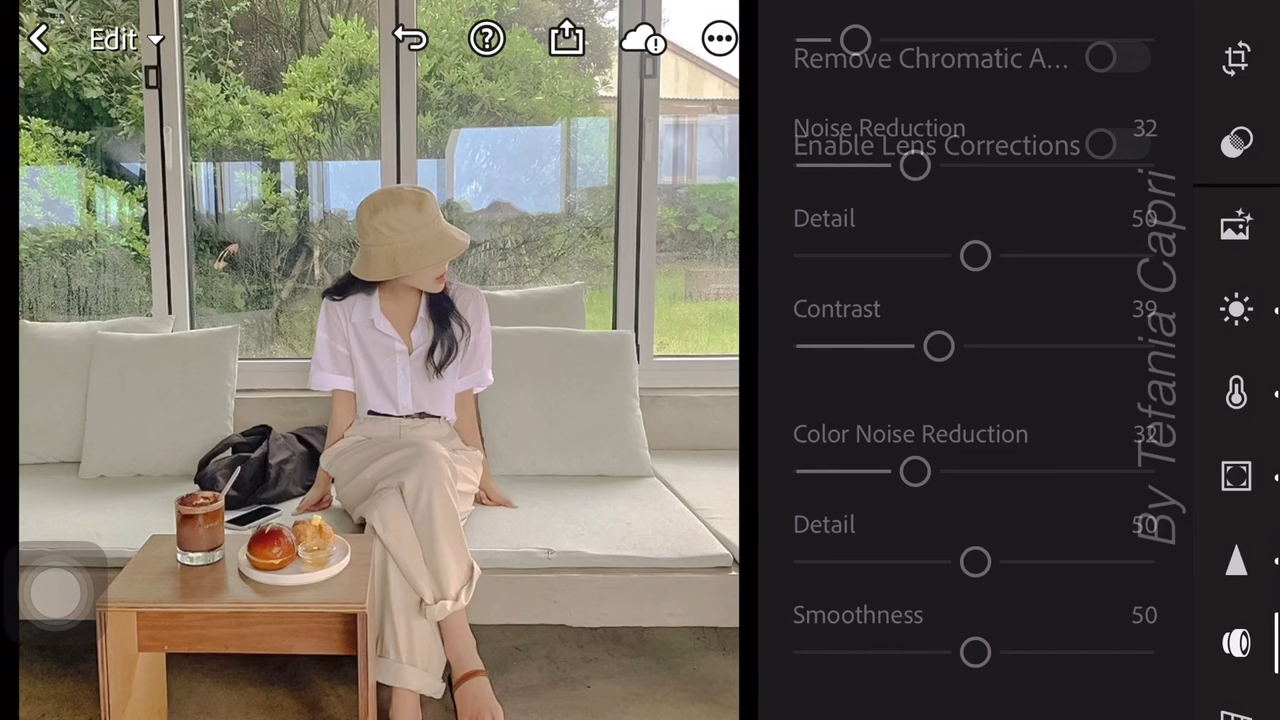 Edit
Remove Chromatic A...
Noise Reduction 32
Enable Lens Corrections
Detail 50
Contrast 39
Color Noise Reduction 32
Detail 50
Smoothness 50
By Tefania Capri